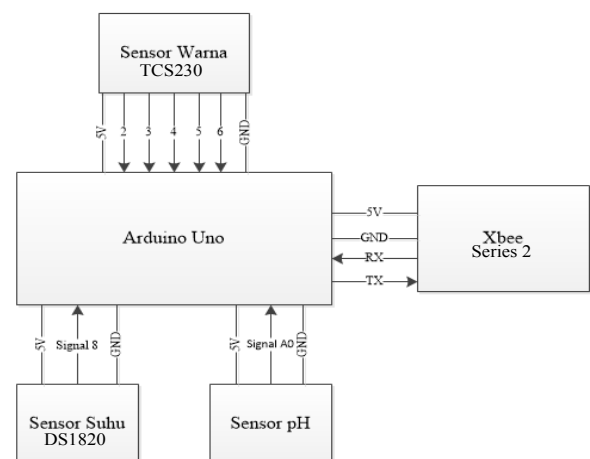 Sensor Warna
TCS230
5V
2
3
4
5
6
GND
Arduino Uno
5V
GND
RX
TX
Xbee
Series 2
5V
Signal 8
GND
5V
Signal A0
GND
Sensor Suhu
DS1820
Sensor pH